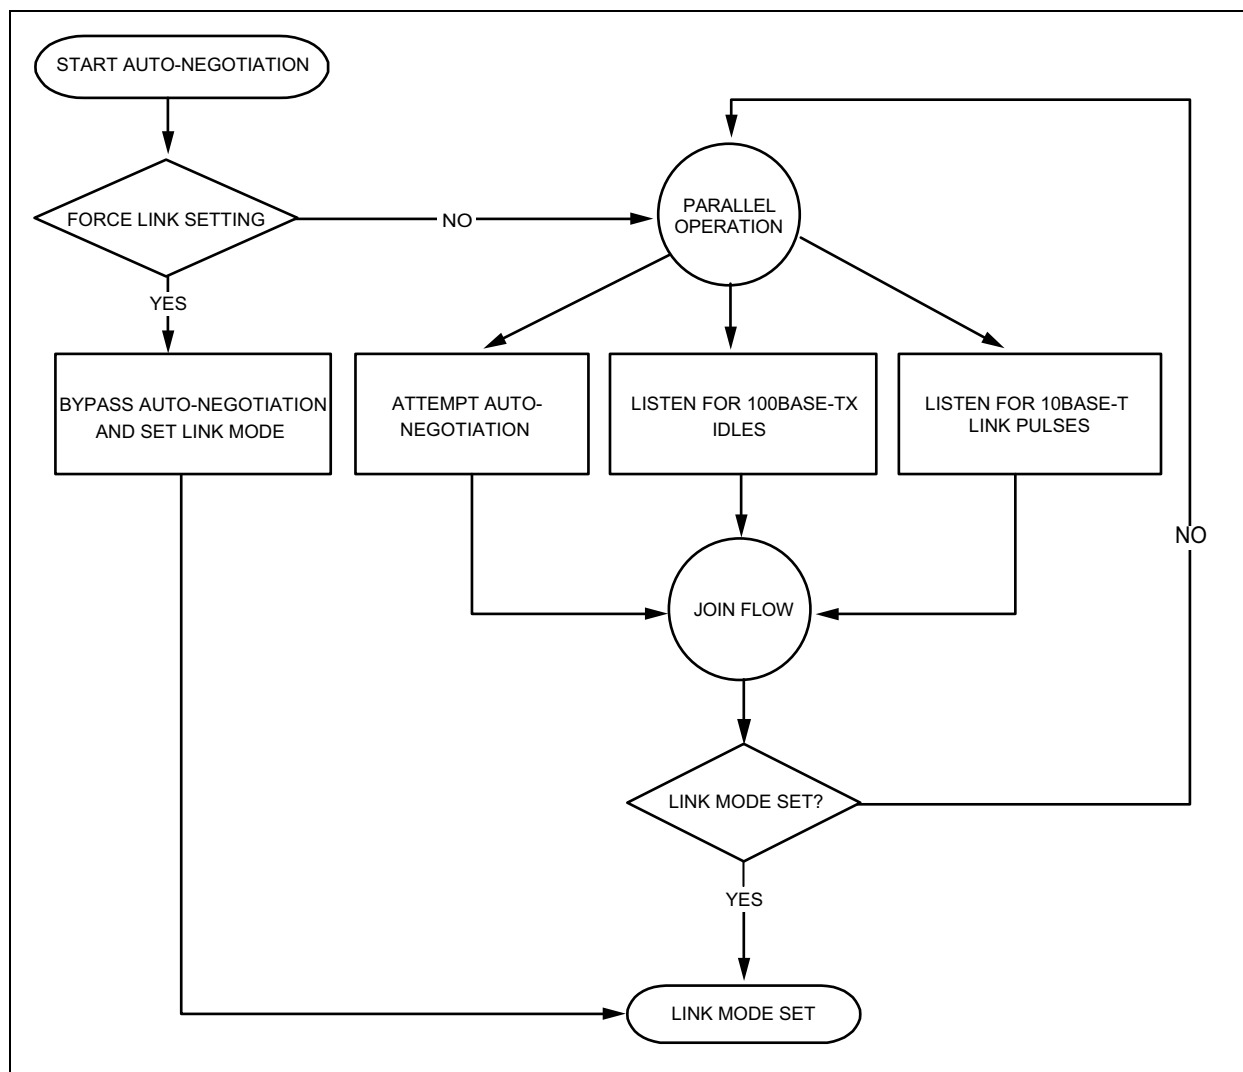 START AUTO-NEGOTIATION
FORCE LINK SETTING
NO
PARALLEL
OPERATION
YES
BYPASS AUTO-NEGOTIATION
AND SET LINK MODE
ATTEMPT AUTO-
NEGOTIATION
LISTEN FOR 100BASE-TX
IDLES
LISTEN FOR 10BASE-T
LINK PULSES
NO
JOIN FLOW
LINK MODE SET?
YES
LINK MODE SET